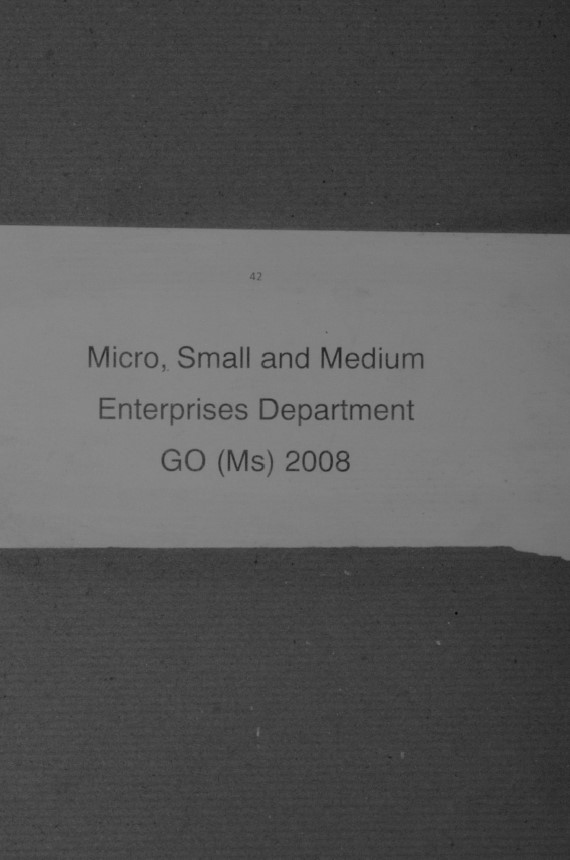 42
Micro, Small and Medium
Enterprises Department
GO (Ms) 2008